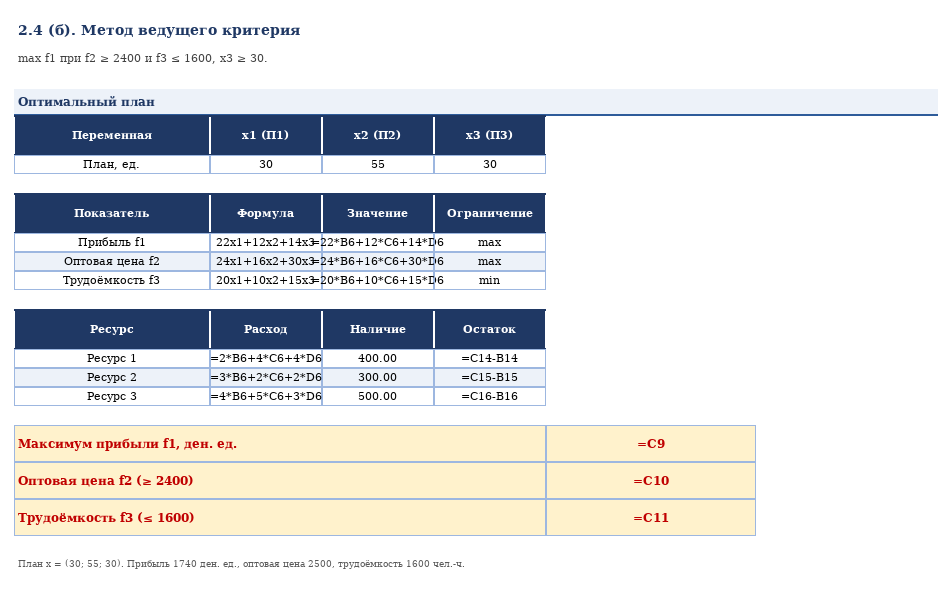 2.4 (б). Метод ведущего критерия
max f1 при f2 ≥ 2400 и f3 ≤ 1600, x3 ≥ 30.
Оптимальный план
Переменная x1 (П1) x2 (П2) x3 (П3)
План, ед. 30 55 30
Показатель Формула Значение Ограничение
Прибыль f1 22x1+12x2+14x3 =22*B6+12*C6+14*D6 max
Оптовая цена f2 24x1+16x2+30x3 =24*B6+16*C6+30*D6 max
Трудоёмкость f3 20x1+10x2+15x3 =20*B6+10*C6+15*D6 min
Ресурс Расход Наличие Остаток
Ресурс 1 =2*B6+4*C6+4*D6 400.00 =C14-B14
Ресурс 2 =3*B6+2*C6+2*D6 300.00 =C15-B15
Ресурс 3 =4*B6+5*C6+3*D6 500.00 =C16-B16
Максимум прибыли f1, ден. ед. =C9
Оптовая цена f2 (≥ 2400) =C10
Трудоёмкость f3 (≤ 1600) =C11
План x = (30; 55; 30). Прибыль 1740 ден. ед., оптовая цена 2500, трудоёмкость 1600 чел.-ч.